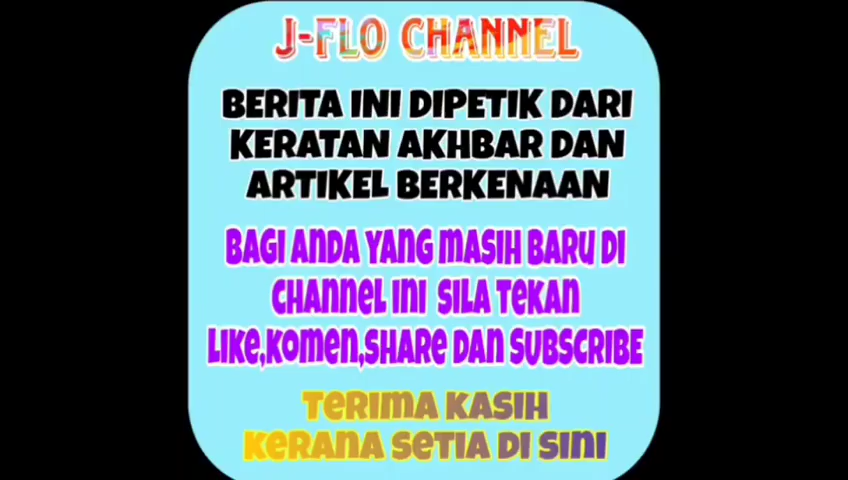 J-FLO CHANNEL
BERITA INI DIPETIK DARI
KERATAN AKHBAR DAN
ARTIKEL BERKENAAN
BAGI ANDA YANG MASIH BARU DI
CHANNEL INI SILA TEKAN
LIKE,KOMEN,SHARE DAN SUBSCRIBE
TERIMA KASIH
KERANA SETIA DI SINI